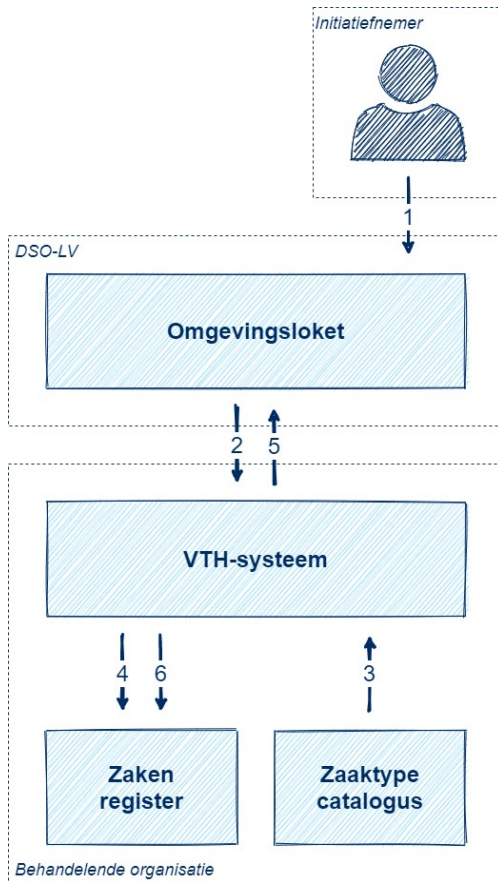 Initiatiefnemer
1
DSO-LV
Omgevingsloket
2 5
VTH-systeem
4 6 3
Zaken
register
Zaaktype
catalogus
Behandelende organisatie